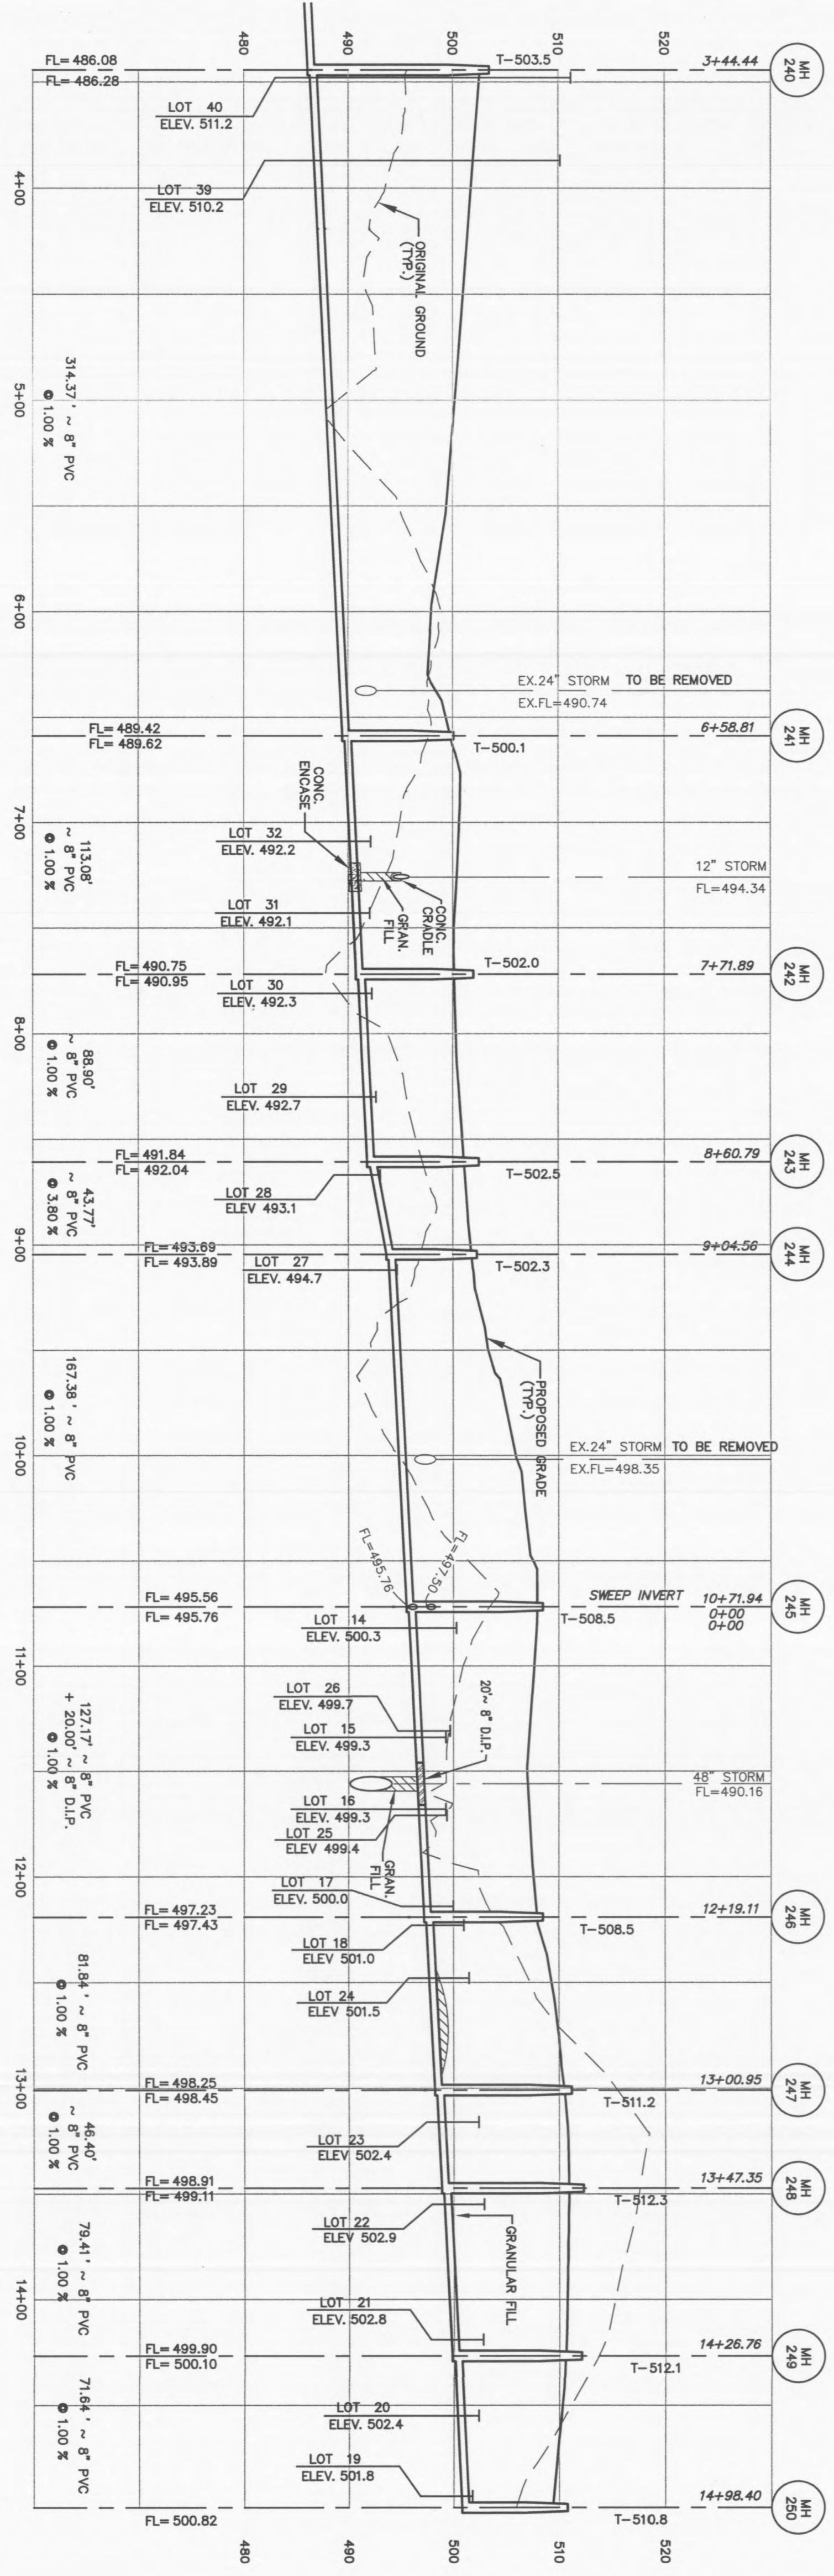 480
490
500
510
520
MH
240
3+44.44
T-503.5
FL= 486.08
FL= 486.28
LOT 40
ELEV. 511.2
LOT 39
ELEV. 510.2
4+00
ORIGINAL GROUND
(TYP.)
314.37' ~ 8" PVC
@ 1.00 %
5+00
6+00
EX.24" STORM TO BE REMOVED
EX.FL=490.74
MH
241
6+58.81
T-500.1
FL= 489.42
FL= 489.62
CONC.
ENCASE
LOT 32
ELEV. 492.2
7+00
113.08'
~ 8" PVC
@ 1.00 %
12" STORM
FL=494.34
CONC.
CRADLE
GRAN.
FILL
LOT 31
ELEV. 492.1
MH
242
7+71.89
T-502.0
FL= 490.75
FL= 490.95
LOT 30
ELEV. 492.3
8+00
88.90'
~ 8" PVC
@ 1.00 %
LOT 29
ELEV. 492.7
MH
243
8+60.79
T-502.5
FL= 491.84
FL= 492.04
LOT 28
ELEV 493.1
43.77'
~ 8" PVC
@ 3.80 %
9+00
MH
244
9+04.56
T-502.3
FL= 493.69
FL= 493.89
LOT 27
ELEV. 494.7
PROPOSED GRADE
(TYP.)
167.38' ~ 8" PVC
@ 1.00 %
10+00
EX.24" STORM TO BE REMOVED
EX.FL=498.35
FL=495.76
FL=497.50
MH
245
10+71.94
0+00
0+00
SWEEP INVERT
T-508.5
FL= 495.56
FL= 495.76
LOT 14
ELEV. 500.3
11+00
LOT 26
ELEV. 499.7
LOT 15
ELEV. 499.3
20'~ 8" D.I.P.
127.17' ~ 8" PVC
+ 20.00' ~ 8" D.I.P.
@ 1.00 %
48" STORM
FL=490.16
LOT 16
ELEV. 499.3
LOT 25
ELEV 499.4
GRAN.
FILL
12+00
LOT 17
ELEV. 500.0
MH
246
12+19.11
T-508.5
FL= 497.23
FL= 497.43
LOT 18
ELEV 501.0
LOT 24
ELEV 501.5
81.84' ~ 8" PVC
@ 1.00 %
13+00
MH
247
13+00.95
T-511.2
FL= 498.25
FL= 498.45
LOT 23
ELEV 502.4
46.40'
~ 8" PVC
@ 1.00 %
MH
248
13+47.35
T-512.3
FL= 498.91
FL= 499.11
LOT 22
ELEV 502.9
GRANULAR FILL
79.41' ~ 8" PVC
@ 1.00 %
14+00
LOT 21
ELEV. 502.8
MH
249
14+26.76
T-512.1
FL= 499.90
FL= 500.10
LOT 20
ELEV. 502.4
71.64' ~ 8" PVC
@ 1.00 %
LOT 19
ELEV. 501.8
MH
250
14+98.40
T-510.8
FL= 500.82
480
490
500
510
520